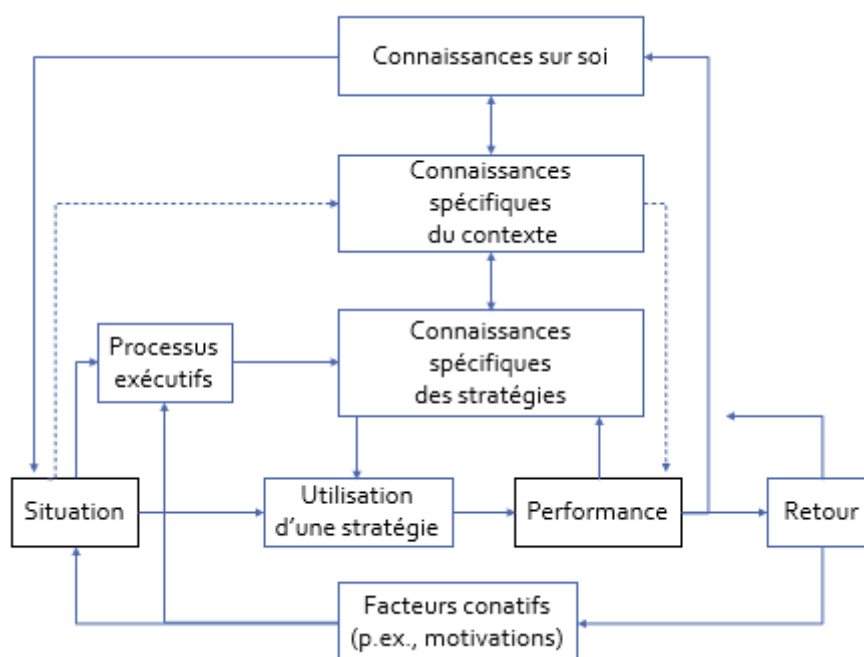 Connaissances sur soi
Connaissances
spécifiques
du contexte
Processus
exécutifs
Connaissances
spécifiques
des stratégies
Situation
Utilisation
d'une stratégie
Performance
Retour
Facteurs conatifs
(p.ex., motivations)